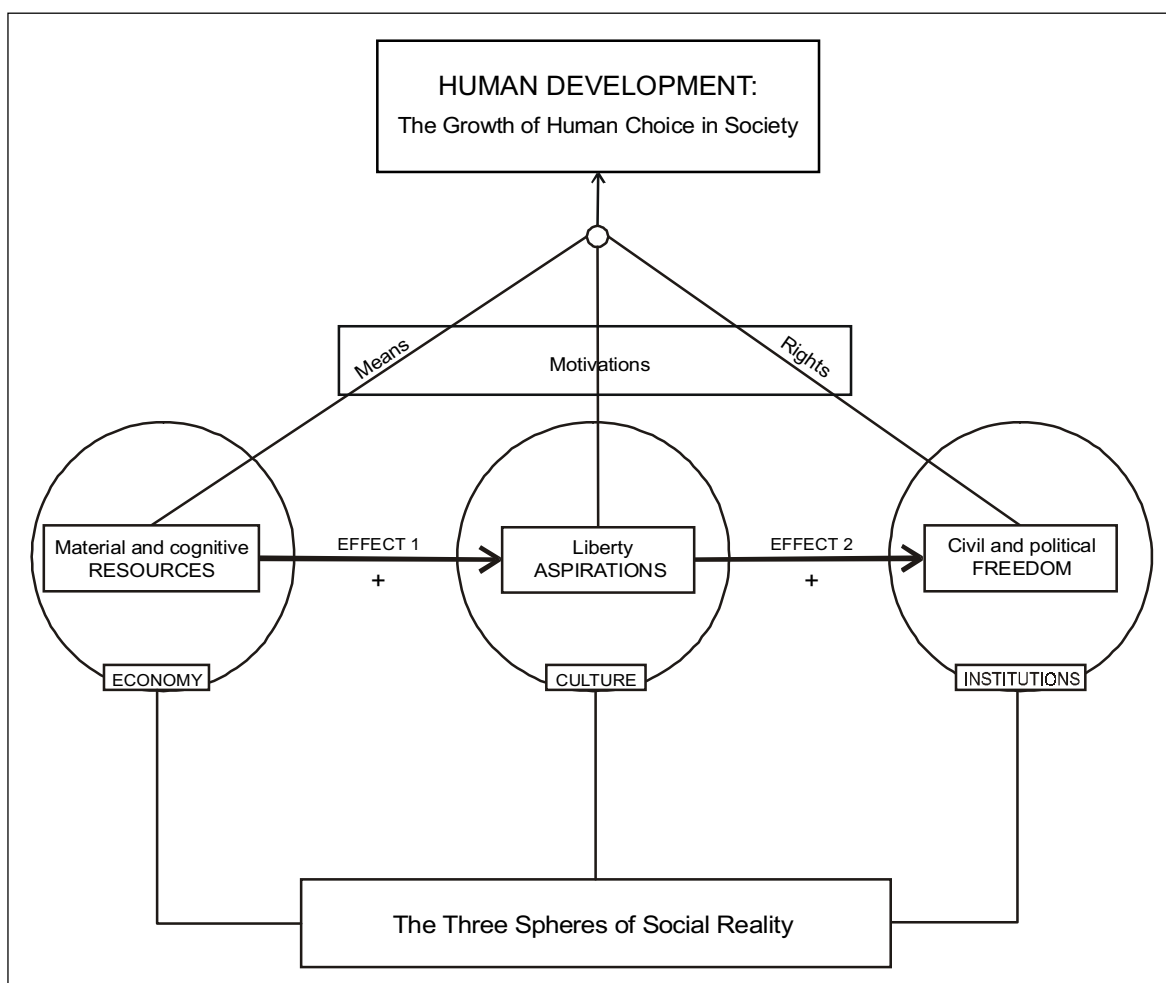 HUMAN DEVELOPMENT:
The Growth of Human Choice in Society
Means
Motivations
Rights
Material and cognitive
RESOURCES
EFFECT 1
+
Liberty
ASPIRATIONS
EFFECT 2
+
Civil and political
FREEDOM
ECONOMY
CULTURE
INSTITUTIONS
The Three Spheres of Social Reality